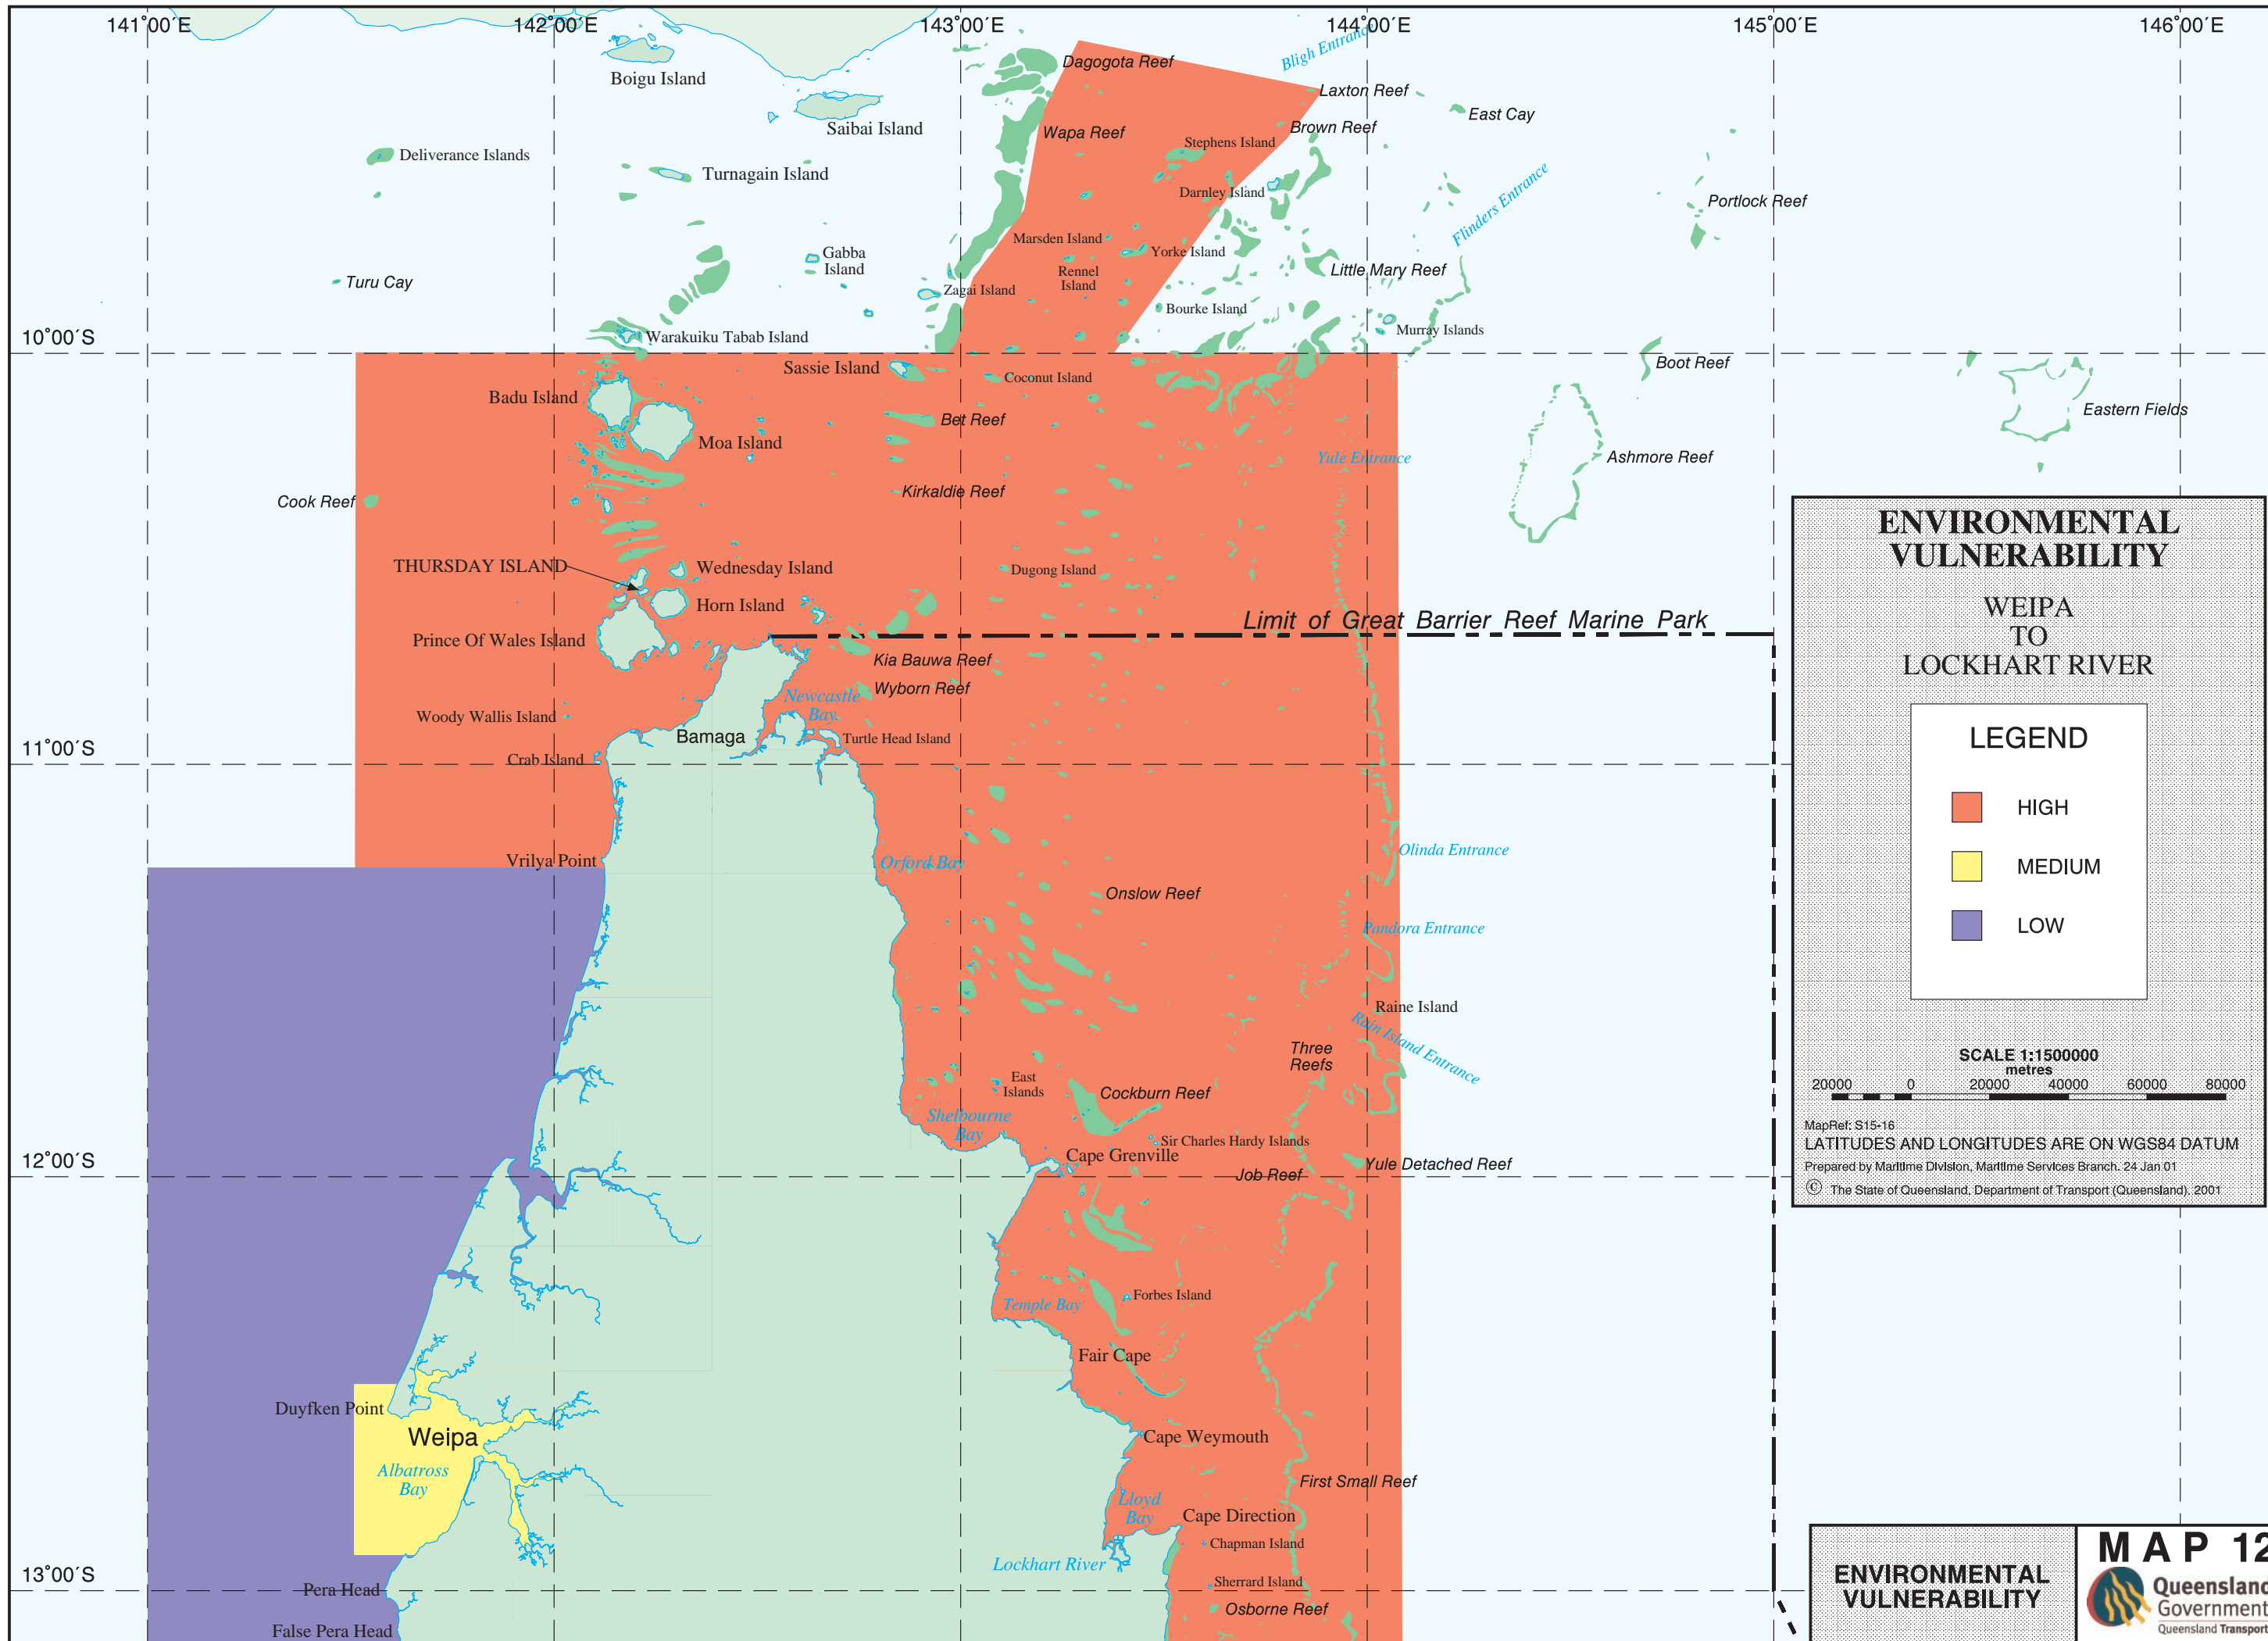 141°00´E
142°00´E
143°00´E
144°00´E
145°00´E
146°00´E
Bligh Entrance
Dagogota Reef
Boigu Island
Laxton Reef
East Cay
Saibai Island
Wapa Reef
Brown Reef
Stephens Island
Deliverance Islands
Turnagain Island
Darnley Island
Flinders Entrance
Portlock Reef
Marsden Island
Yorke Island
Gabba
Island
Rennel
Island
Little Mary Reef
Turu Cay
Zagai Island
Bourke Island
Murray Islands
10°00´S
Warakuiku Tabab Island
Sassie Island
Coconut Island
Boot Reef
Badu Island
Bet Reef
Eastern Fields
Moa Island
Yule Entrance
Ashmore Reef
Cook Reef
Kirkaldie Reef
THURSDAY ISLAND
Wednesday Island
Dugong Island
Horn Island
Limit of Great Barrier Reef Marine Park
Prince Of Wales Island
Kia Bauwa Reef
Wyborn Reef
Newcastle
Bay
Woody Wallis Island
Bamaga
Turtle Head Island
11°00´S
Crab Island
Vrilya Point
Orford Bay
Olinda Entrance
Onslow Reef
Pandora Entrance
Raine Island
Rain Island Entrance
Three
Reefs
East
Islands
Cockburn Reef
Shelbourne
Bay
Sir Charles Hardy Islands
Cape Grenville
12°00´S
Job Reef
Yule Detached Reef
Temple Bay
Forbes Island
Fair Cape
Duyfken Point
Weipa
Albatross
Bay
Cape Weymouth
First Small Reef
Lloyd
Bay
Cape Direction
Chapman Island
Lockhart River
13°00´S
Pera Head
Sherrard Island
Osborne Reef
False Pera Head
ENVIRONMENTAL
VULNERABILITY
WEIPA
TO
LOCKHART RIVER
LEGEND
HIGH
MEDIUM
LOW
SCALE 1:1500000
metres
20000 0 20000 40000 60000 80000
MapRef: S15-16
LATITUDES AND LONGITUDES ARE ON WGS84 DATUM
Prepared by Maritime Division, Maritime Services Branch. 24 Jan 01
© The State of Queensland, Department of Transport (Queensland). 2001
ENVIRONMENTAL
VULNERABILITY
MAP 12
Queensland
Government
Queensland Transport